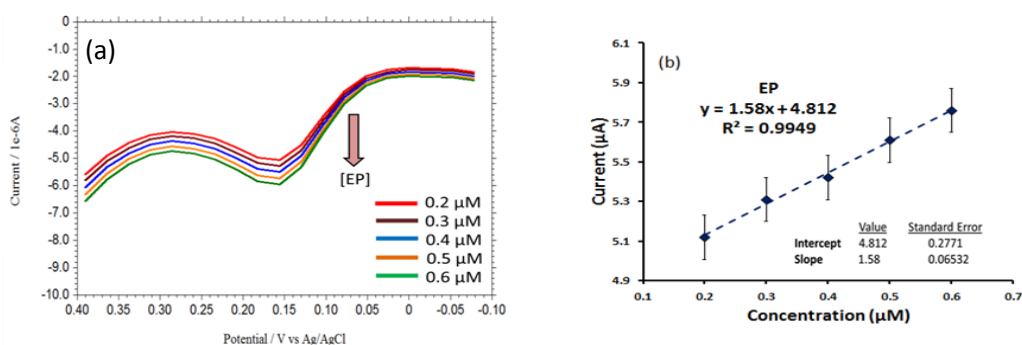 (a)
0
-1.0
-2.0
-3.0
-4.0
-5.0
-6.0
-7.0
-8.0
-9.0
-10.0
Current / 1e-6A
[EP]
0.2 µM
0.3 µM
0.4 µM
0.5 µM
0.6 µM
0.40 0.35 0.30 0.25 0.20 0.15 0.10 0.05 0 -0.05 -0.10
Potential / V vs Ag/AgCl
(b)
6.1
5.9
5.7
5.5
5.3
5.1
4.9
Current (µA)
EP
y = 1.58x + 4.812
R² = 0.9949
Value Standard Error
Intercept 4.812 0.2771
Slope 1.58 0.06532
0.1 0.2 0.3 0.4 0.5 0.6 0.7
Concentration (µM)